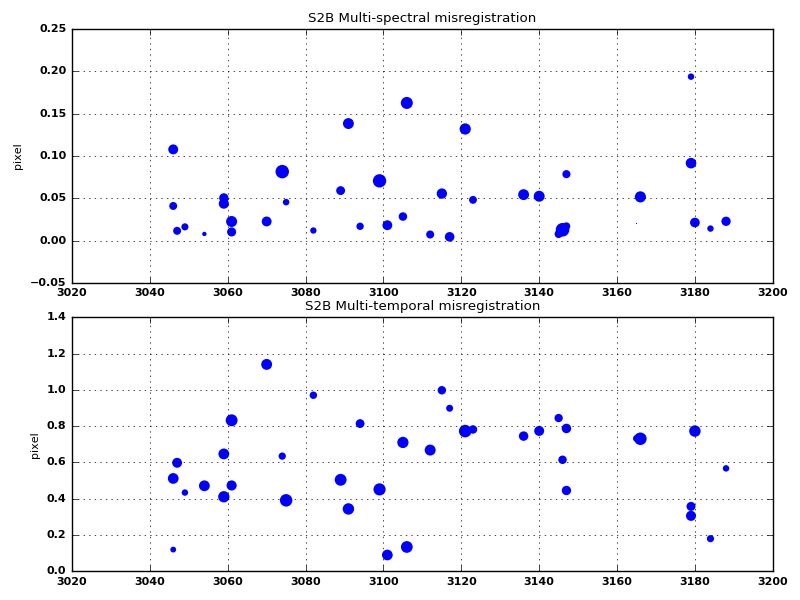 S2B Multi-spectral misregistration
0.25
0.20
0.15
pixel
0.10
0.05
0.00
−0.05
3020 3040 3060 3080 3100 3120 3140 3160 3180 3200
S2B Multi-temporal misregistration
1.4
1.2
1.0
0.8
pixel
0.6
0.4
0.2
0.0
3020 3040 3060 3080 3100 3120 3140 3160 3180 3200